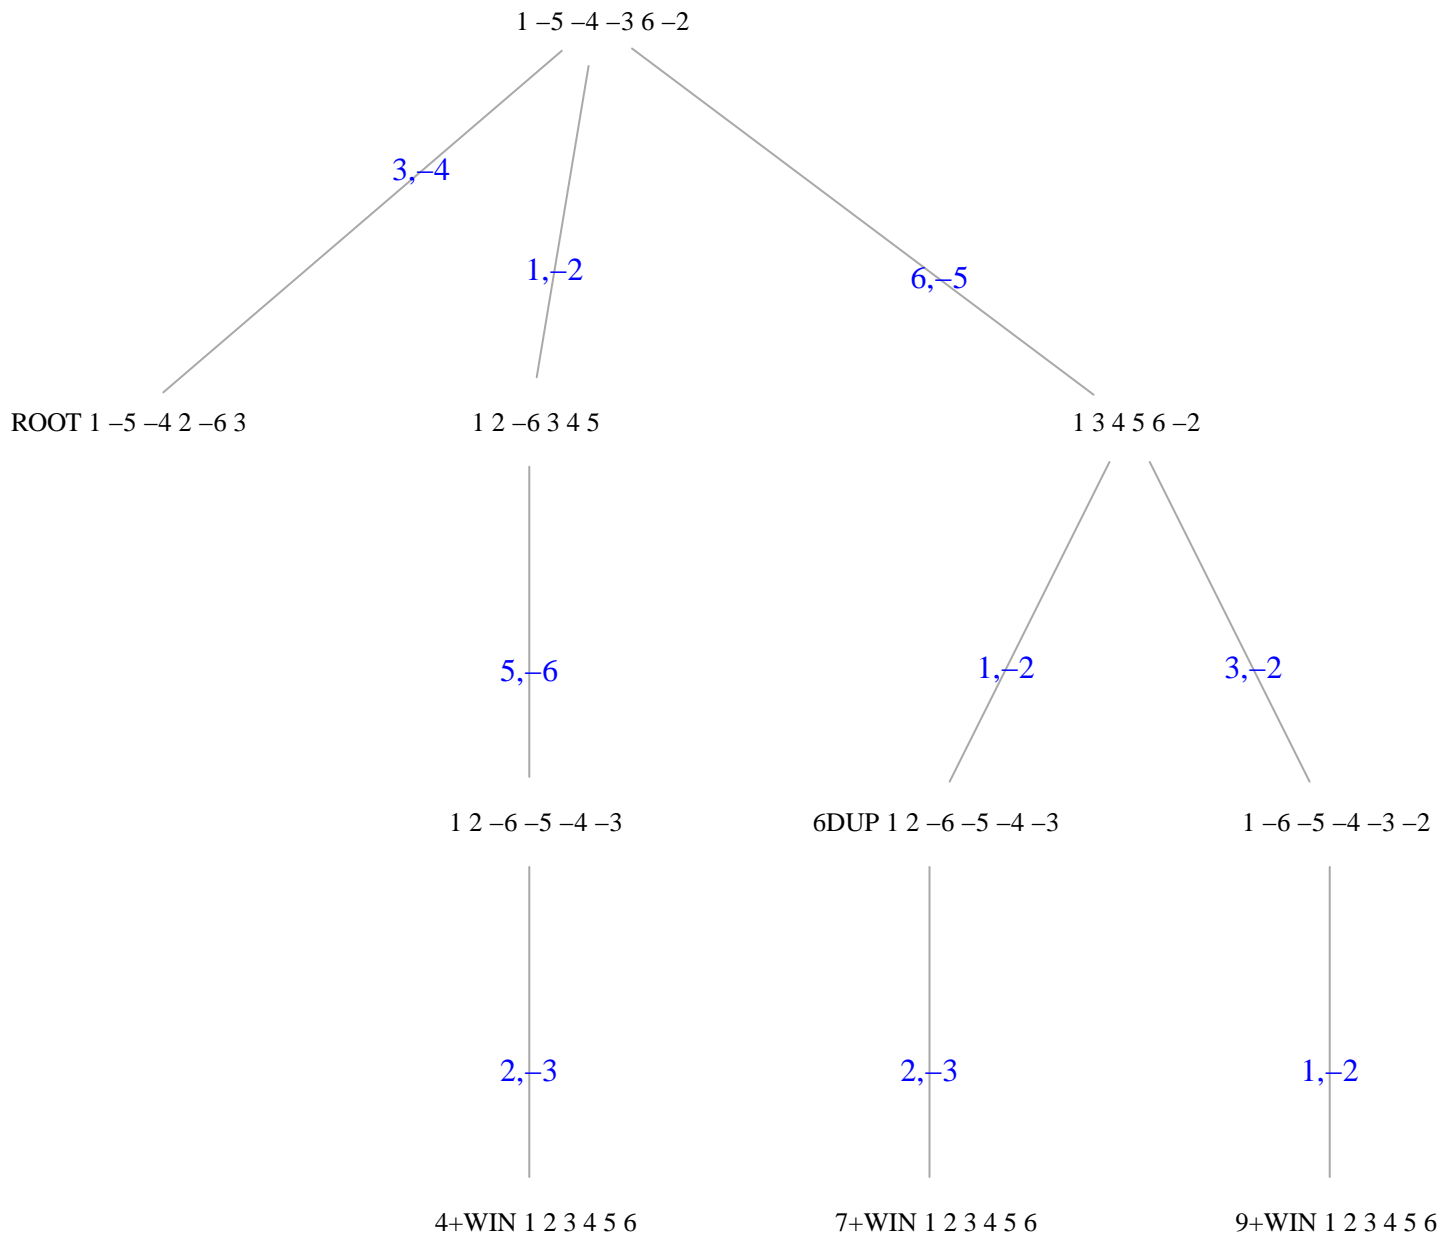 1 –5 –4 –3 6 –2
3,–4
1,–2
6,–5
ROOT 1 –5 –4 2 –6 3
1 2 –6 3 4 5
1 3 4 5 6 –2
5,–6
1,–2
3,–2
1 2 –6 –5 –4 –3
6DUP 1 2 –6 –5 –4 –3
1 –6 –5 –4 –3 –2
2,–3
2,–3
1,–2
4+WIN 1 2 3 4 5 6
7+WIN 1 2 3 4 5 6
9+WIN 1 2 3 4 5 6